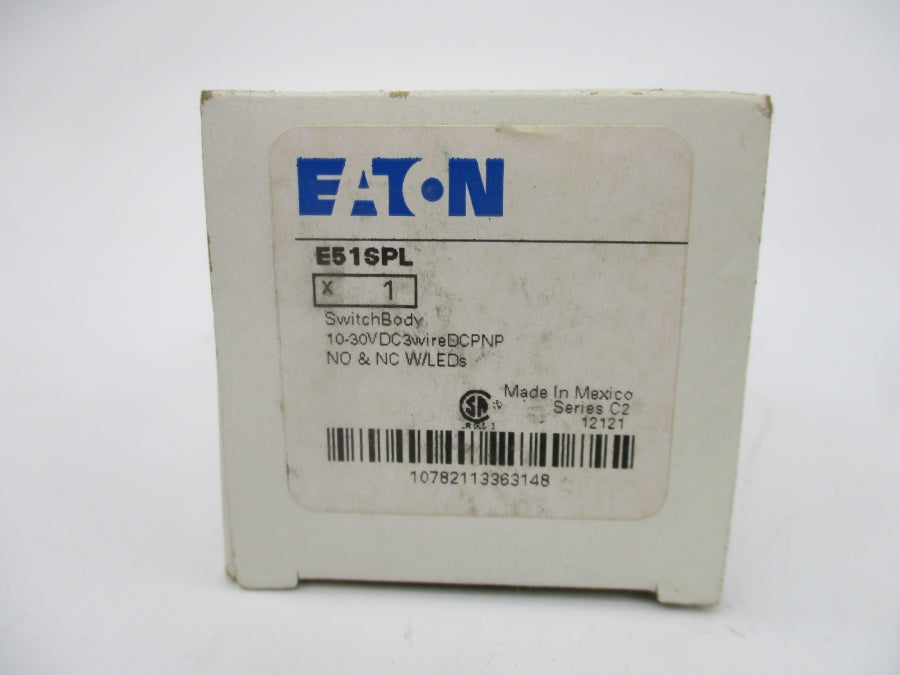 EATON
E51SPL
X 1
SwitchBody
10-30VDC3wireDCPNP
NO & NC W/LEDs
Made In Mexico
Series C2
12121
10782113363148